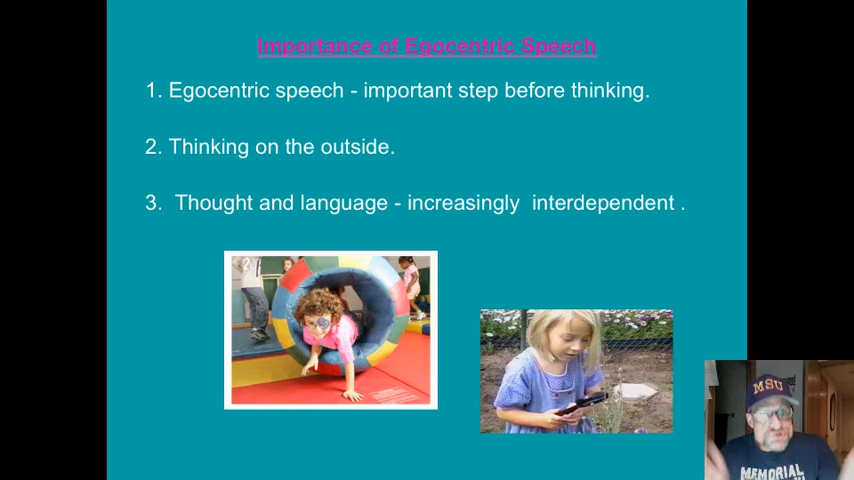 Importance of Egocentric Speech
1. Egocentric speech - important step before thinking.
2. Thinking on the outside.
3. Thought and language - increasingly interdependent .
MSU
MEMORIAL